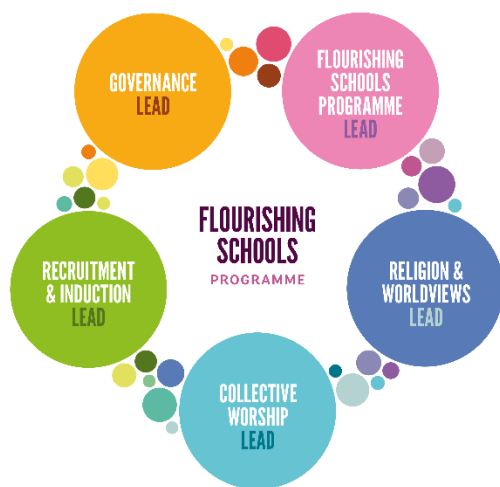 GOVERNANCE
LEAD
FLOURISHING
SCHOOLS
PROGRAMME
LEAD
FLOURISHING
SCHOOLS
PROGRAMME
RECRUITMENT
& INDUCTION
LEAD
RELIGION &
WORLDVIEWS
LEAD
COLLECTIVE
WORSHIP
LEAD